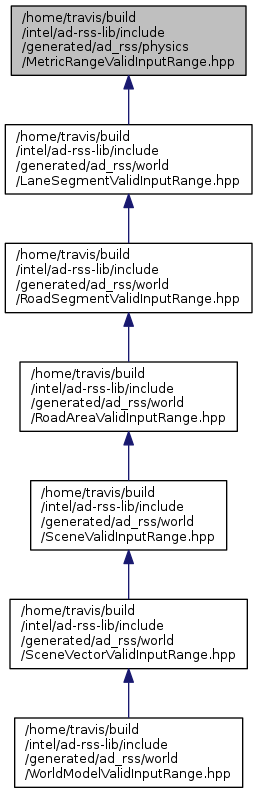 /home/travis/build
/intel/ad-rss-lib/include
/generated/ad_rss/physics
/MetricRangeValidInputRange.hpp
/home/travis/build
/intel/ad-rss-lib/include
/generated/ad_rss/world
/LaneSegmentValidInputRange.hpp
/home/travis/build
/intel/ad-rss-lib/include
/generated/ad_rss/world
/RoadSegmentValidInputRange.hpp
/home/travis/build
/intel/ad-rss-lib/include
/generated/ad_rss/world
/RoadAreaValidInputRange.hpp
/home/travis/build
/intel/ad-rss-lib/include
/generated/ad_rss/world
/SceneValidInputRange.hpp
/home/travis/build
/intel/ad-rss-lib/include
/generated/ad_rss/world
/SceneVectorValidInputRange.hpp
/home/travis/build
/intel/ad-rss-lib/include
/generated/ad_rss/world
/WorldModelValidInputRange.hpp